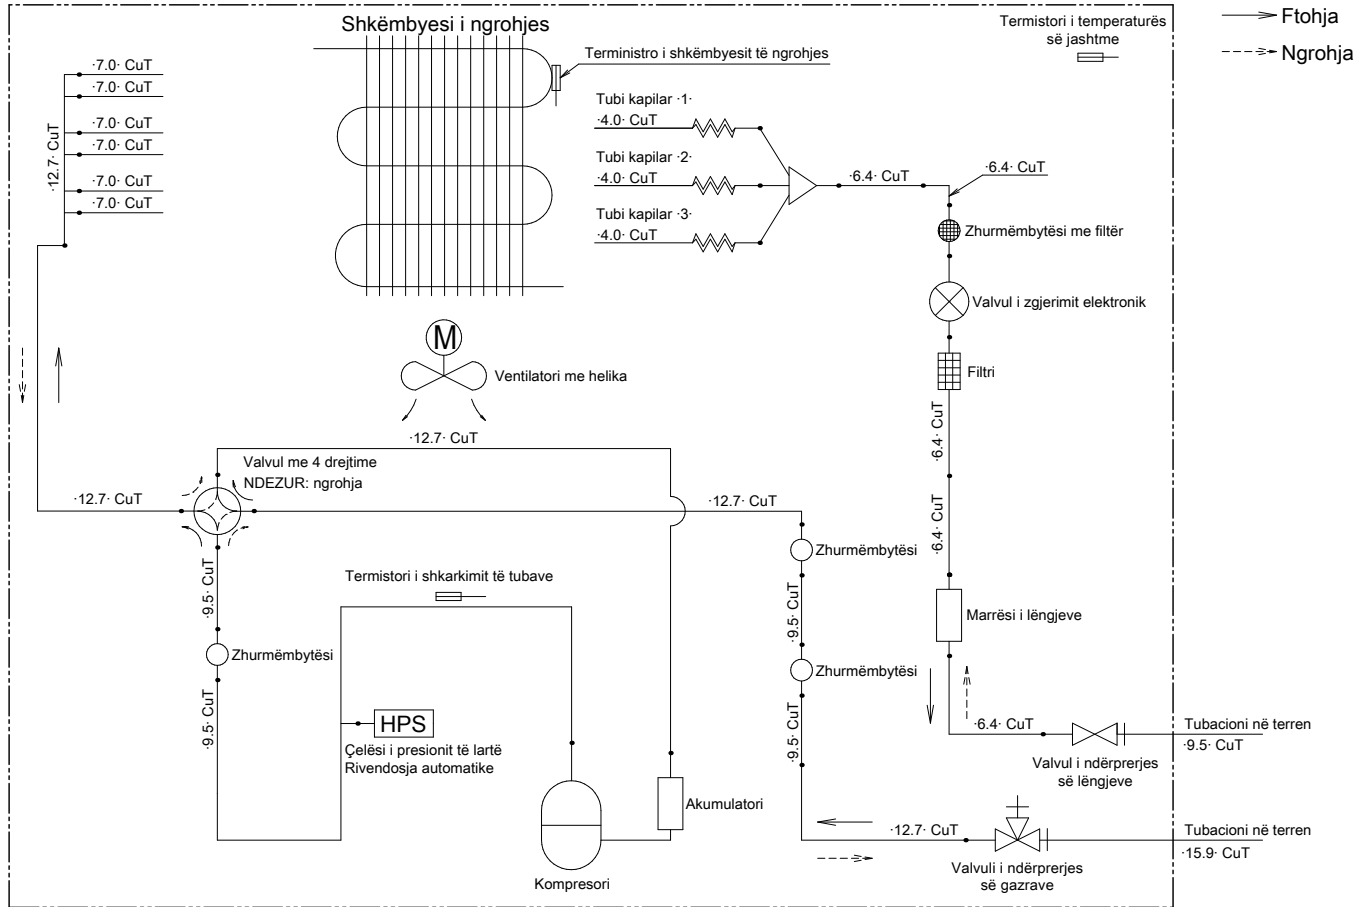 Shkëmbyesi i ngrohjes
Termistori i temperaturës
së jashtme
Ftohja
Ngrohja
Terministro i shkëmbyesit të ngrohjes
·7.0· CuT
·7.0· CuT
·7.0· CuT
·7.0· CuT
·7.0· CuT
·7.0· CuT
·12.7· CuT
Tubi kapilar ·1·
·4.0· CuT
Tubi kapilar ·2·
·4.0· CuT
Tubi kapilar ·3·
·4.0· CuT
·6.4· CuT
·6.4· CuT
Zhurmëmbytësi me filtër
Valvul i zgjerimit elektronik
Filtri
M
Ventilatori me helika
·6.4· CuT
·6.4· CuT
·12.7· CuT
Valvul me 4 drejtime
NDEZUR: ngrohja
·12.7· CuT
·12.7· CuT
Zhurmëmbytësi
·9.5· CuT
Termistori i shkarkimit të tubave
·9.5· CuT
Marrësi i lëngjeve
Zhurmëmbytësi
Zhurmëmbytësi
·9.5· CuT
·9.5· CuT
HPS
Çelësi i presionit të lartë
Rivendosja automatike
·6.4· CuT
Tubacioni në terren
·9.5· CuT
Valvul i ndërprerjes
së lëngjeve
Akumulatori
Kompresori
·12.7· CuT
Tubacioni në terren
·15.9· CuT
Valvuli i ndërprerjes
së gazrave